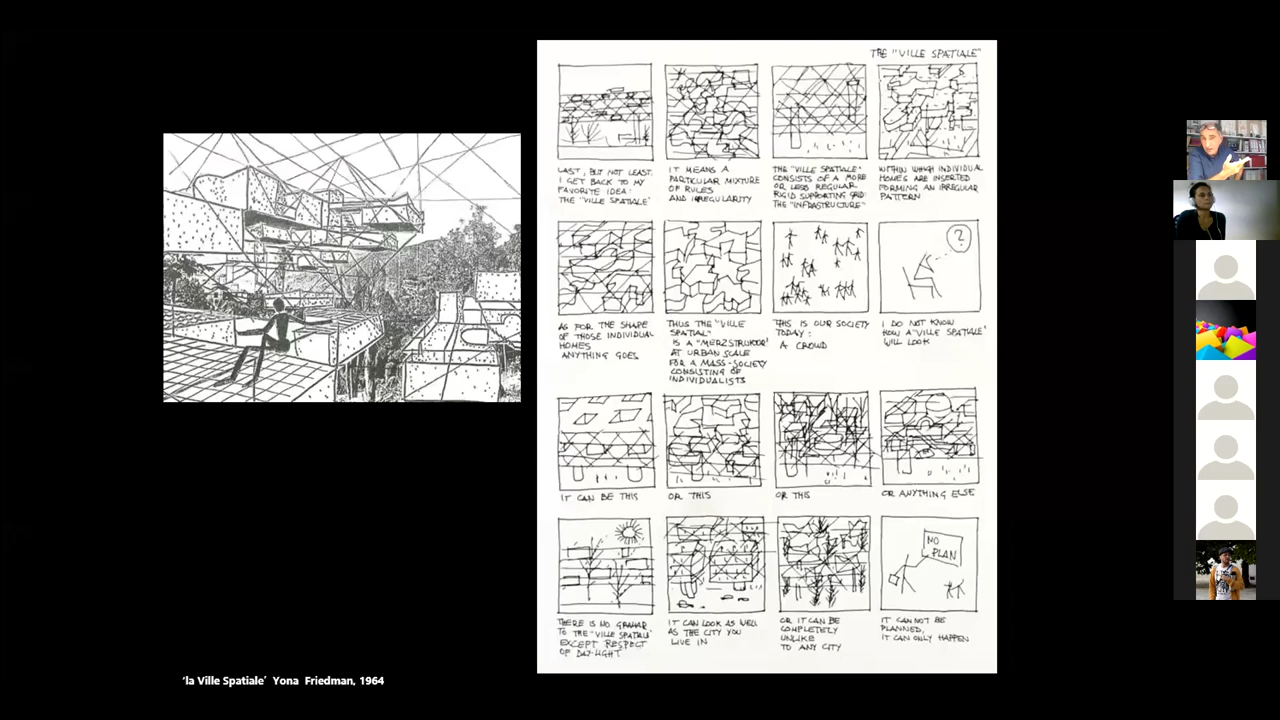 THE "VILLE SPATIALE"
LAST, BUT NOT LEAST.
I GET BACK TO MY
FAVORITE IDEA:
THE "VILLE SPATIALE"
IT MEANS A
PARTICULAR MIXTURE
OF RULES
AND IRREGULARITY
THE "VILLE SPATIALE"
CONSISTS OF A MORE
OR LESS REGULAR
RIGID SUPPORTING GRID
THE "INFRASTRUCTURE"
WITHIN WHICH INDIVIDUAL
HOMES ARE INSERTED
FORMING AN IRREGULAR
PATTERN
?
AS FOR THE SHAPE
OF THOSE INDIVIDUAL
HOMES
ANYTHING GOES
THUS THE "VILLE
SPATIAL"
IS A "MERZSTRUKTUR"
AT URBAN SCALE
FOR A MASS-SOCIETY
CONSISTING OF
INDIVIDUALISTS
THIS IS OUR SOCIETY
TODAY:
A CROWD
I DO NOT KNOW
HOW A "VILLE SPATIALE"
WILL LOOK
IT CAN BE THIS
OR THIS
OR THIS
OR ANYTHING ELSE
NO
PLAN
THERE IS NO GRAMAR
TO THE "VILLE SPATIALE"
EXCEPT RESPECT
OF DAY-LIGHT
IT CAN LOOK AS WELL
AS THE CITY YOU
LIVE IN
OR IT CAN BE
COMPLETELY
UNLIKE
TO ANY CITY
IT CAN NOT BE
PLANNED,
IT CAN ONLY HAPPEN
'la Ville Spatiale' Yona Friedman, 1964